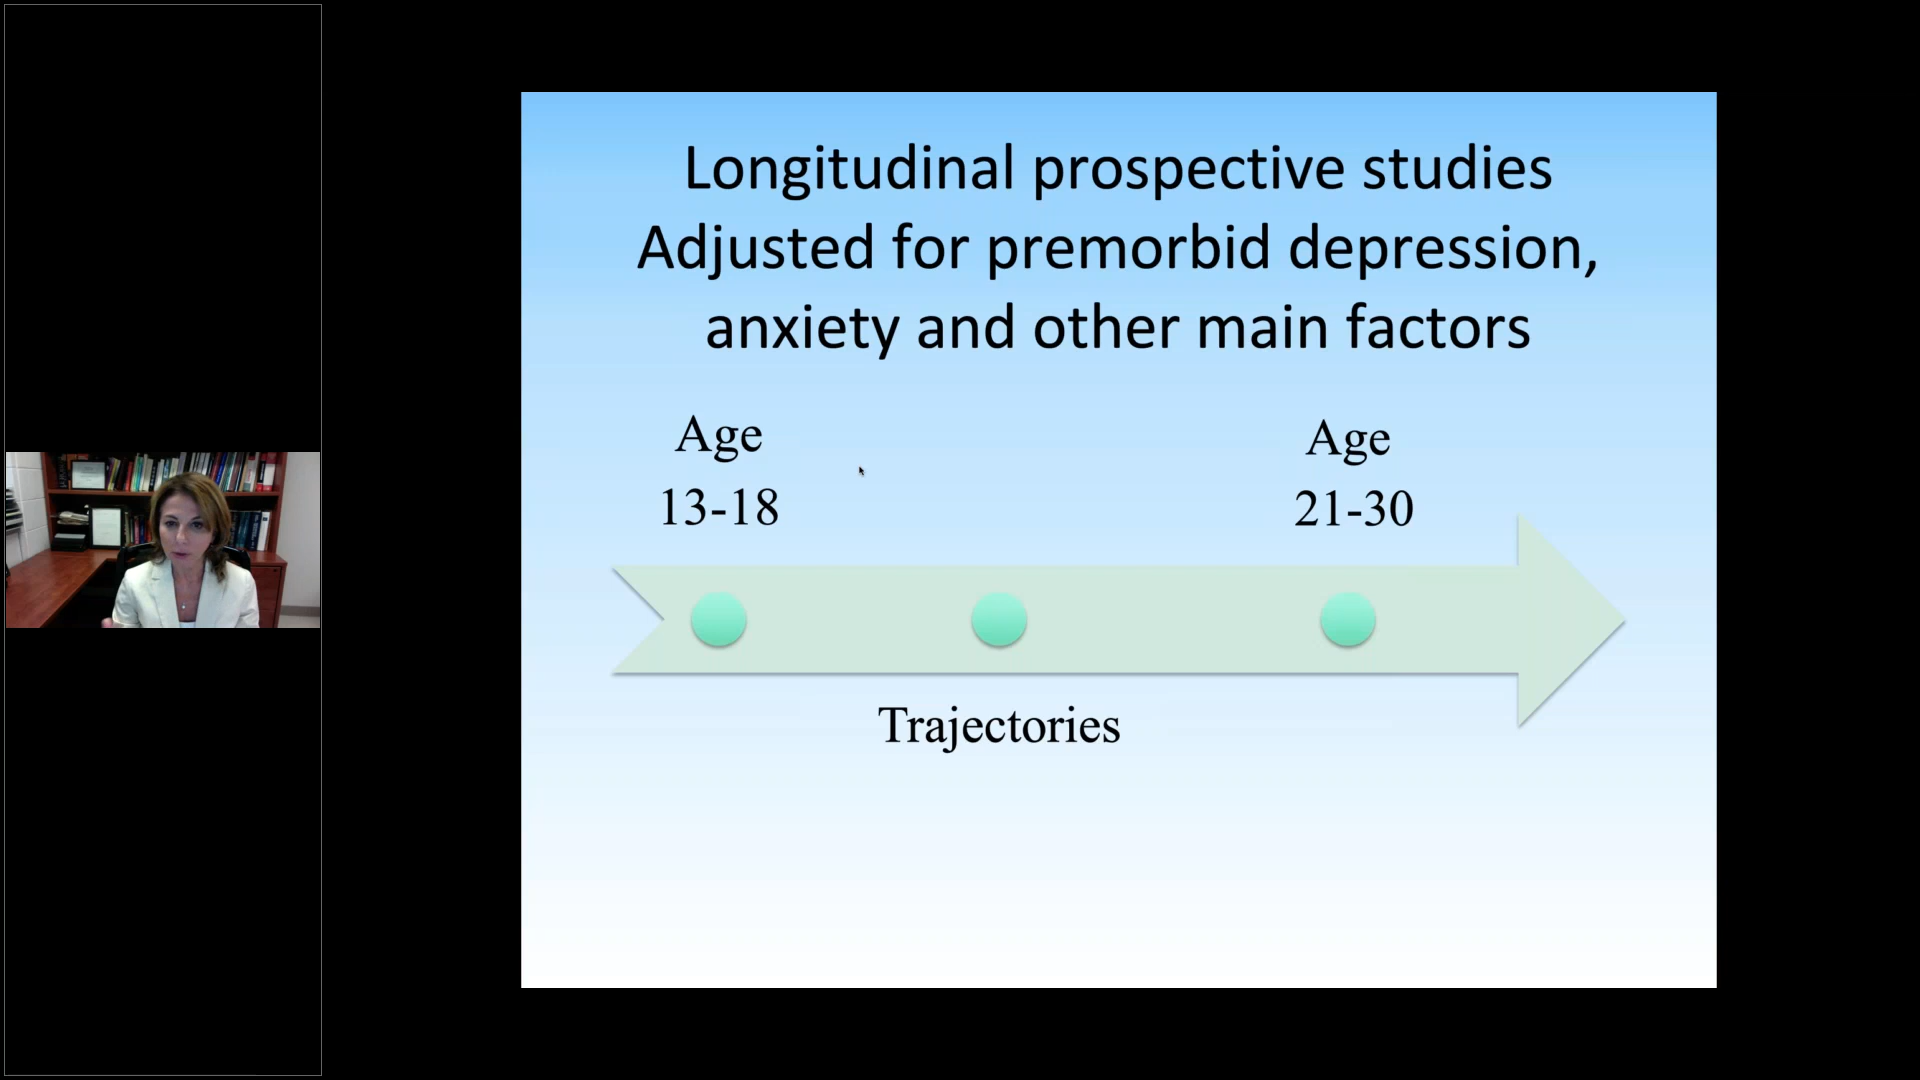 Longitudinal prospective studies
Adjusted for premorbid depression,
anxiety and other main factors
Age
13-18
Age
21-30
Trajectories